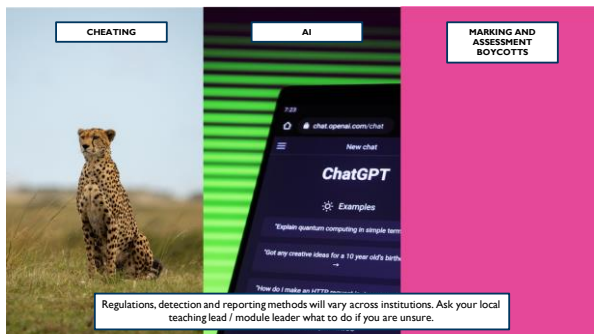 CHEATING
AI
MARKING AND
ASSESSMENT
BOYCOTTS
7:23
chat.openai.com/chat
New chat
ChatGPT
Examples
"Explain quantum computing in simple term
"Got any creative ideas for a 10 year old's birth
→
"How do I make an HTTP request
Regulations, detection and reporting methods will vary across institutions. Ask your local
teaching lead / module leader what to do if you are unsure.